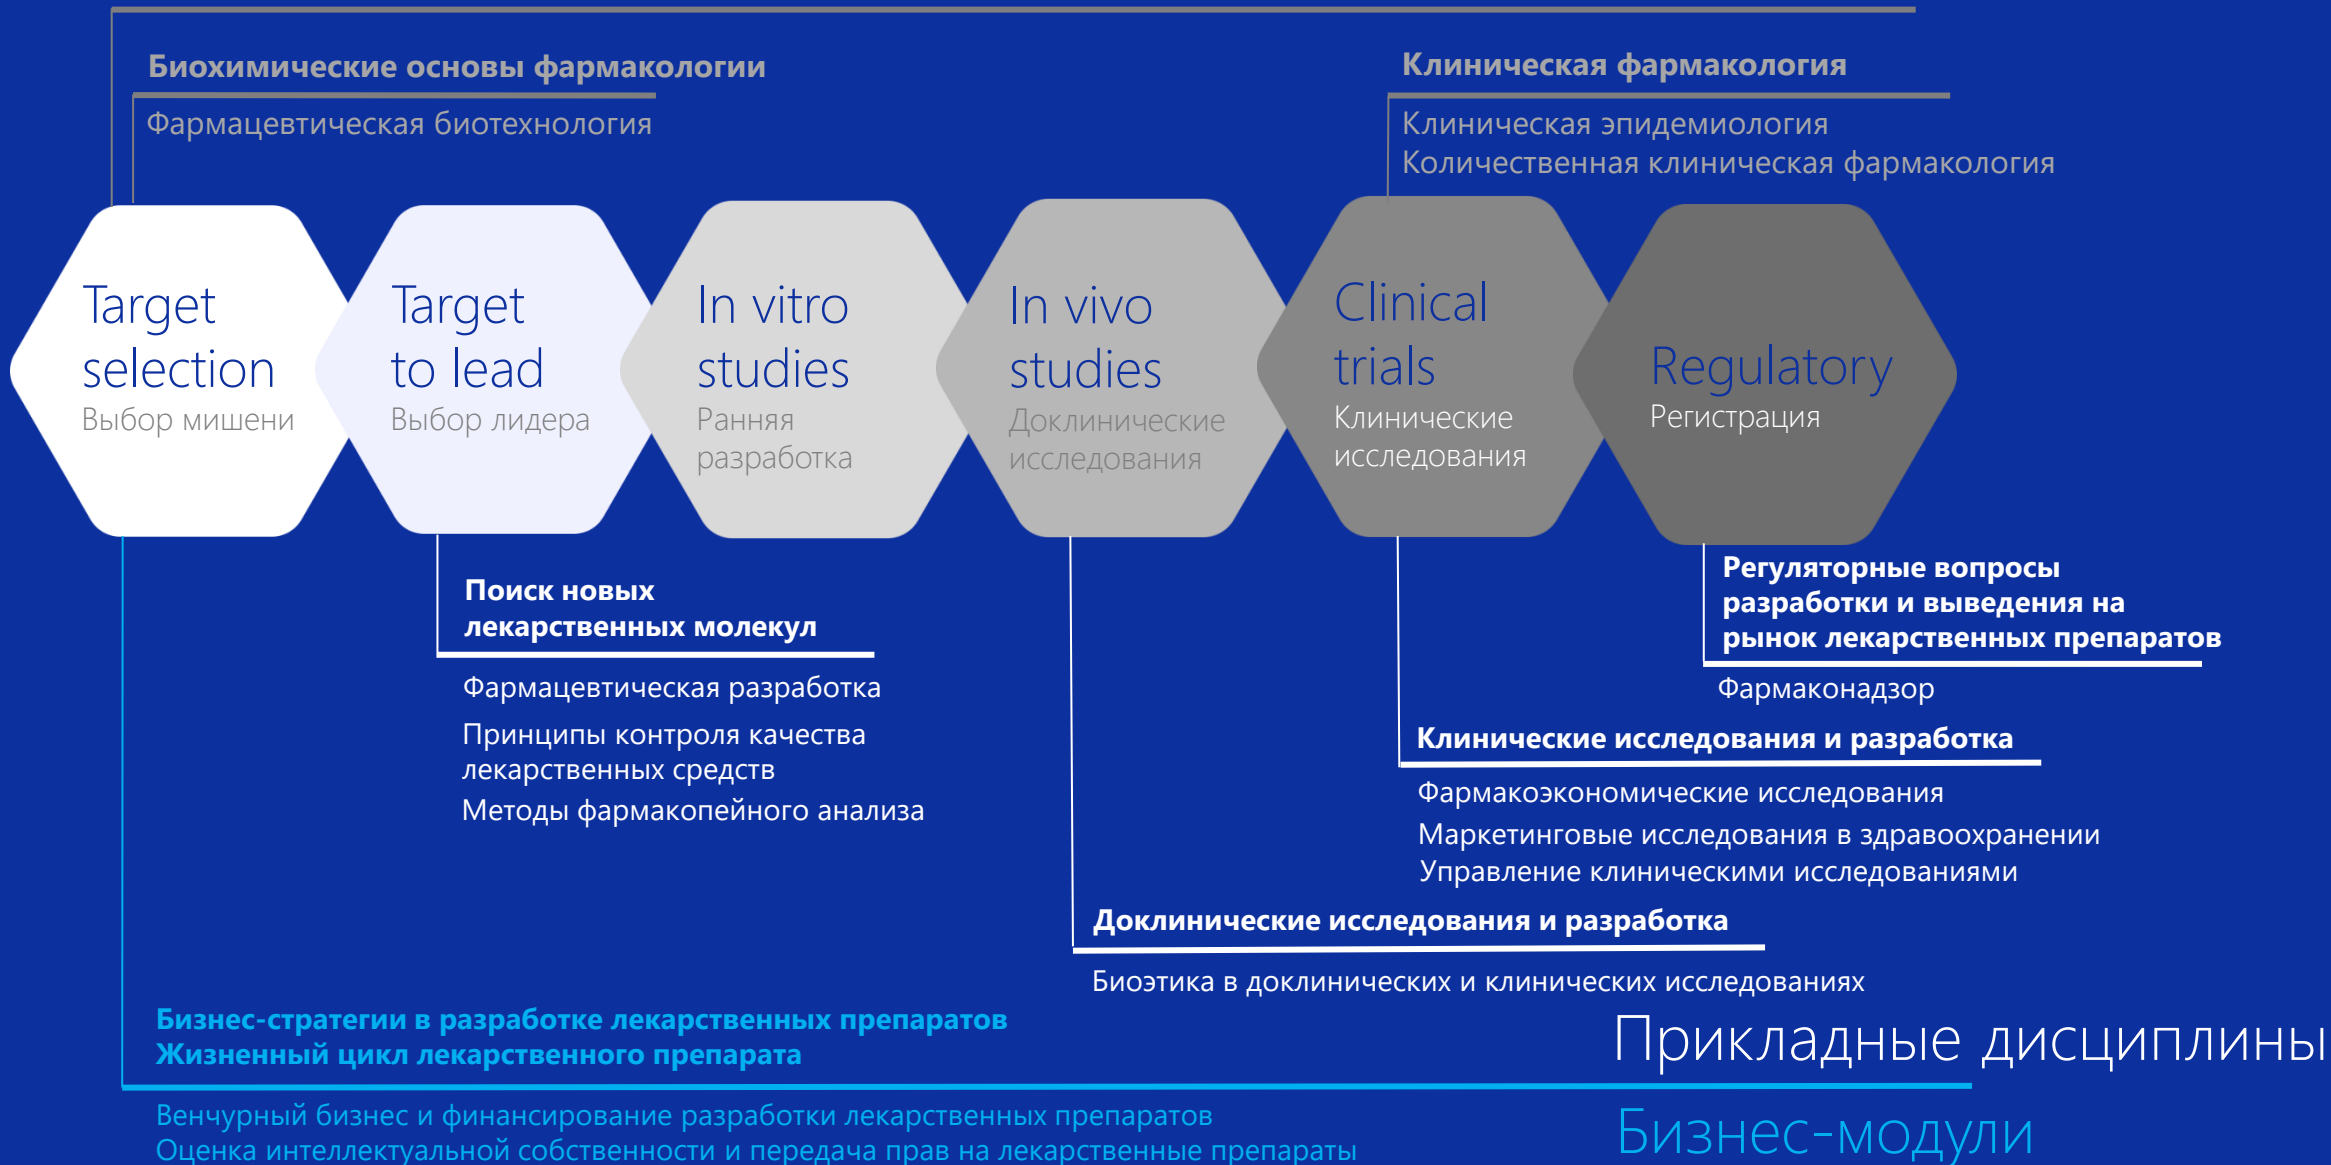 Биохимические основы фармакологии
Фармацевтическая биотехнология
Клиническая фармакология
Клиническая эпидемиология
Количественная клиническая фармакология
Target
selection
Выбор мишени
Target
to lead
Выбор лидера
In vitro
studies
Ранняя
разработка
In vivo
studies
Доклинические
исследования
Clinical
trials
Клинические
исследования
Regulatory
Регистрация
Поиск новых
лекарственных молекул
Фармацевтическая разработка
Принципы контроля качества
лекарственных средств
Методы фармакопейного анализа
Регуляторные вопросы
разработки и выведения на
рынок лекарственных препаратов
Фармаконадзор
Клинические исследования и разработка
Фармакоэкономические исследования
Маркетинговые исследования в здравоохранении
Управление клиническими исследованиями
Доклинические исследования и разработка
Биоэтика в доклинических и клинических исследованиях
Бизнес-стратегии в разработке лекарственных препаратов
Жизненный цикл лекарственного препарата
Венчурный бизнес и финансирование разработки лекарственных препаратов
Оценка интеллектуальной собственности и передача прав на лекарственные препараты
Прикладные дисциплины
Бизнес-модули